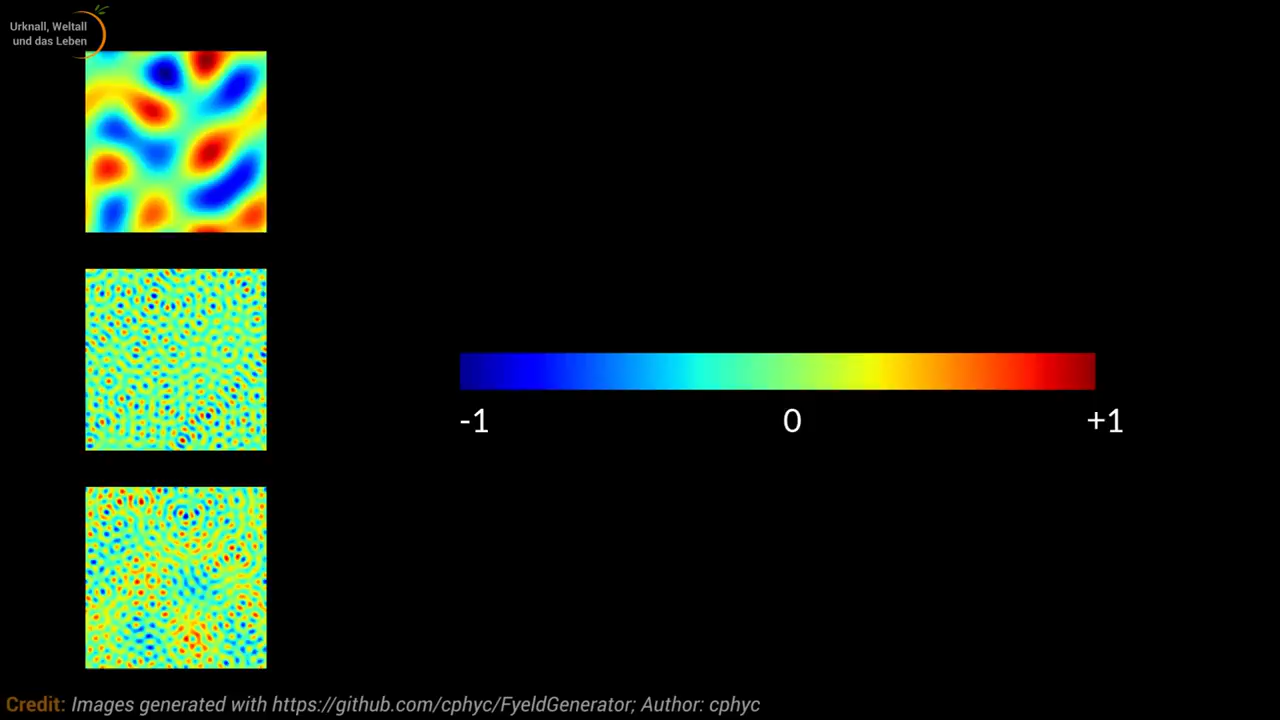 Urknall, Weltall
und das Leben
-1 0 +1
Credit: Images generated with https://github.com/cphyc/FyeldGenerator; Author: cphyc